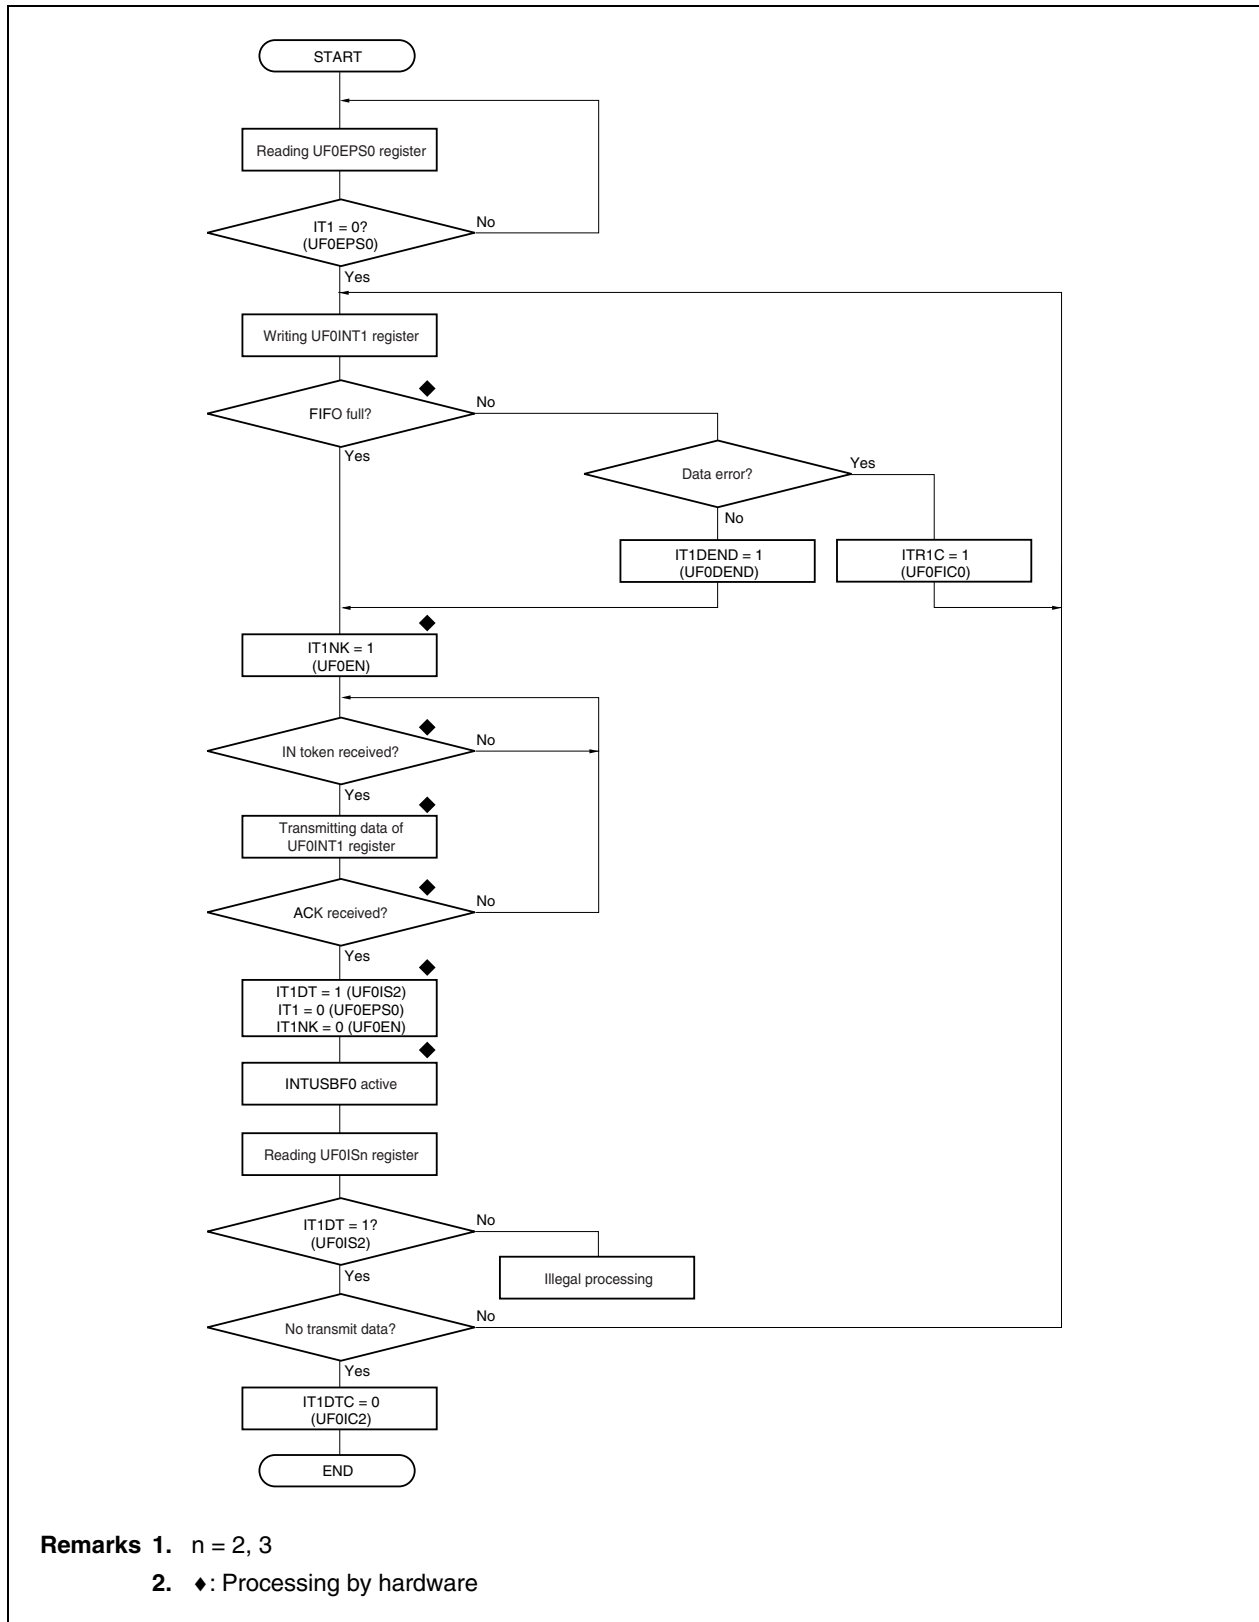 START
Reading UF0EPS0 register
IT1 = 0?
(UF0EPS0)
No
Yes
Writing UF0INT1 register
FIFO full?
No
Yes
Data error?
Yes
No
IT1DEND = 1
(UF0DEND)
ITR1C = 1
(UF0FIC0)
IT1NK = 1
(UF0EN)
IN token received?
No
Yes
Transmitting data of
UF0INT1 register
ACK received?
No
Yes
IT1DT = 1 (UF0IS2)
IT1 = 0 (UF0EPS0)
IT1NK = 0 (UF0EN)
INTUSBF0 active
Reading UF0ISn register
IT1DT = 1?
(UF0IS2)
No
Yes
Illegal processing
No transmit data?
No
Yes
IT1DTC = 0
(UF0IC2)
END
Remarks 1. n = 2, 3
2. ♦: Processing by hardware